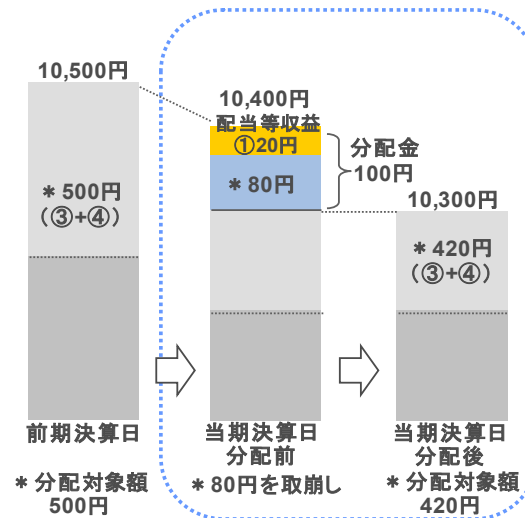 10,500円
＊500円
（③+④）
前期決算日
＊分配対象額
500円
10,400円
配当等収益
①20円
＊80円
分配金
100円
当期決算日
分配前
＊80円を取崩し
10,300円
＊420円
（③+④）
当期決算日
分配後
＊分配対象額
420円